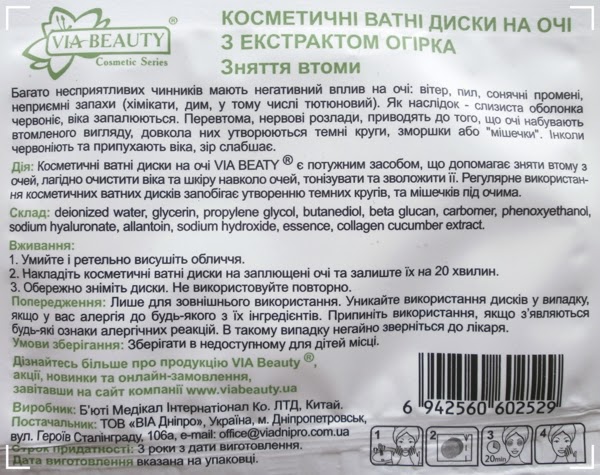 VIA BEAUTY ®
Cosmetic Series
КОСМЕТИЧНІ ВАТНІ ДИСКИ НА ОЧІ
З ЕКСТРАКТОМ ОГІРКА
Зняття втоми
Багато несприятливих чинників мають негативний вплив на очі: вітер, пил, сонячні промені,
неприємні запахи (хімікати, дим, у тому числі тютюновий). Як наслідок - слизиста оболонка
червоніє, віка запалюються. Перевтома, нервові розлади, приводять до того, що очі набувають
втомленого вигляду, довкола них утворюються темні круги, зморшки або "мішечки". Інколи
червоніють та припухають віка, зір слабшає.
Дія: Косметичні ватні диски на очі VIA BEATY ® є потужним засобом, що допомагає зняти втому з
очей, лагідно очистити віка та шкіру навколо очей, тонізувати та зволожити її. Регулярне використан-
ня косметичних ватних дисків запобігає утворенню темних кругів, та мішечків під очима.
Склад: deionized water, glycerin, propylene glycol, butanediol, beta glucan, carbomer, phenoxyethanol,
sodium hyaluronate, allantoin, sodium hydroxide, essence, collagen cucumber extract.
Вживання:
1. Умийте і ретельно висушіть обличчя.
2. Накладіть косметичні ватні диски на заплющені очі та залиште їх на 20 хвилин.
3. Обережно зніміть диски. Не використовуйте повторно.
Попередження: Лише для зовнішнього використання. Уникайте використання дисків у випадку,
якщо у вас алергія до будь-якого з їх інгредієнтів. Припиніть використання, якщо з'являються
будь-які ознаки алергічних реакцій. В такому випадку негайно зверніться до лікаря.
Умови зберігання: Зберігати в недоступному для дітей місці.
Дізнайтесь більше про продукцію VIA Beauty ®,
акції, новинки та онлайн-замовлення,
завітавши на сайт компанії www.viabeauty.ua
Виробник: Б'юті Медікал Інтернаціонал Ко. ЛТД, Китай.
Постачальник: ТОВ «ВІА Дніпро», Україна, м. Дніпропетровськ,
вул. Героїв Сталінграду, 106а, e-mail: office@viadnipro.com.ua
Строк придатності: 3 роки з дати виготовлення.
Дата виготовлення вказана на упаковці.
6 942560 602529
1 2 3 4
20min